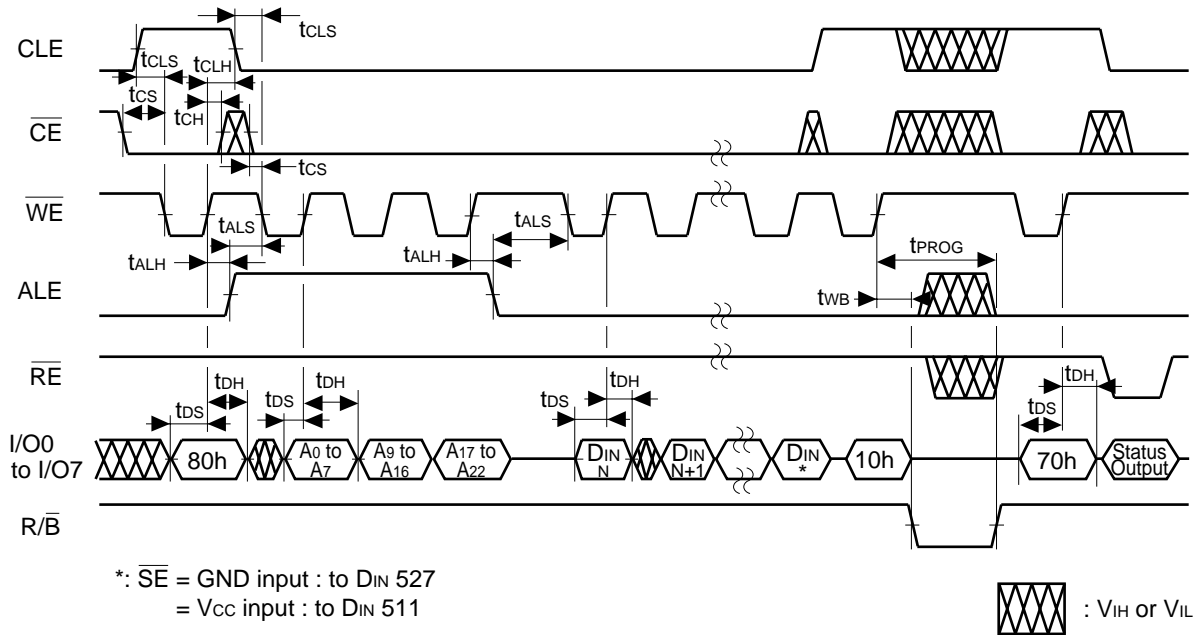 tCLS
CLE
tCLS
tCLH
tCS
tCH
CE
tCS
WE
tALS
tALS
tALH
tALH
tPROG
ALE
tWB
RE
tDH
tDH
tDH
tDH
tDS
tDS
tDS
tDS
I/O0
to I/O7
80h
A0 to
A7
A9 to
A16
A17 to
A22
DIN
N
DIN
N+1
DIN
*
10h
70h
Status
Output
R/B
*: SE = GND input : to DIN 527
= VCC input : to DIN 511
: VIH or VIL